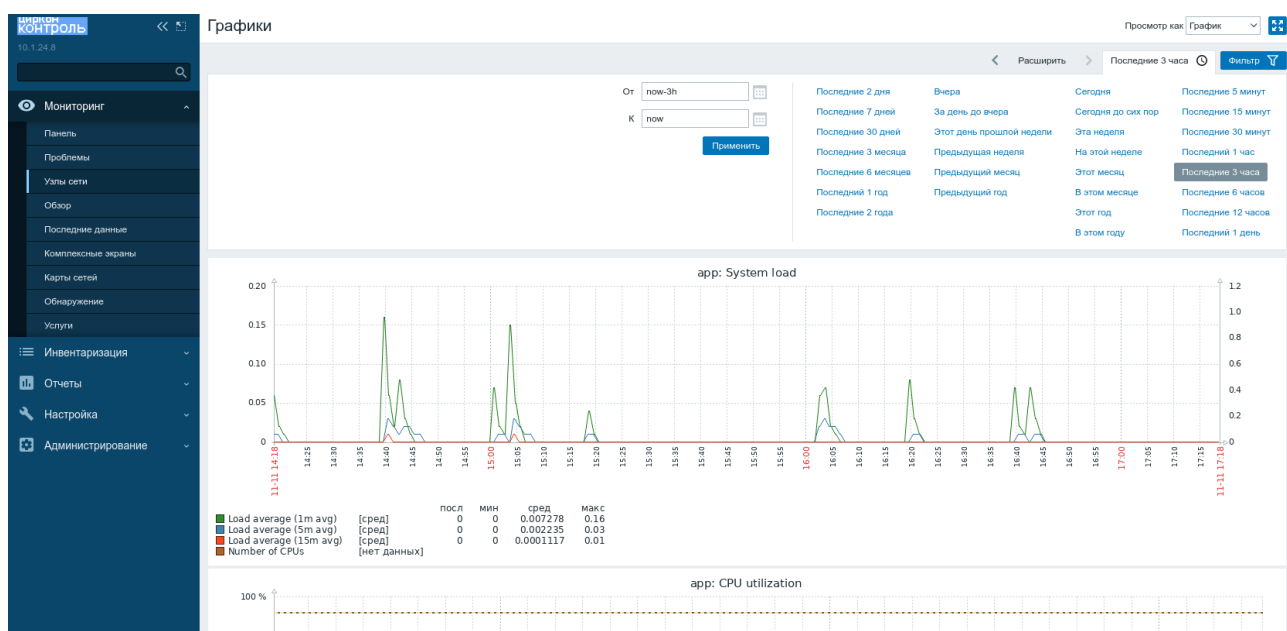 циркон
контроль
10.1.24.8
Мониторинг
Панель
Проблемы
Узлы сети
Обзор
Последние данные
Комплексные экраны
Карты сетей
Обнаружение
Услуги
Инвентаризация
Отчеты
Настройка
Администрирование
Графики
Просмотр как График
Расширить Последние 3 часа Фильтр
От now-3h
К now
Применить
Последние 2 дня Вчера Сегодня Последние 5 минут
Последние 7 дней За день до вчера Сегодня до сих пор Последние 15 минут
Последние 30 дней Этот день прошлой недели Эта неделя Последние 30 минут
Последние 3 месяца Предыдущая неделя На этой неделе Последний 1 час
Последние 6 месяцев Предыдущий месяц Этот месяц Последние 3 часа
Последний 1 год Предыдущий год В этом месяце Последние 6 часов
Последние 2 года Этот год Последние 12 часов
В этом году Последний 1 день
app: System load
0.20 1.2
1.0
0.15 0.8
0.10 0.6
0.4
0.05
0.2
0 0
11-11 14:18 14:25 14:30 14:35 14:40 14:45 14:50 14:55 15:00 15:05 15:10 15:15 15:20 15:25 15:30 15:35 15:40 15:45 15:50 15:55 16:00 16:05 16:10 16:15 16:20 16:25 16:30 16:35 16:40 16:45 16:50 16:55 17:00 17:05 17:10 17:15 11-11 17:18
посл мин сред макс
Load average (1m avg) [сред] 0 0 0.007278 0.16
Load average (5m avg) [сред] 0 0 0.002235 0.03
Load average (15m avg) [сред] 0 0 0.0001117 0.01
Number of CPUs [нет данных]
app: CPU utilization
100 %